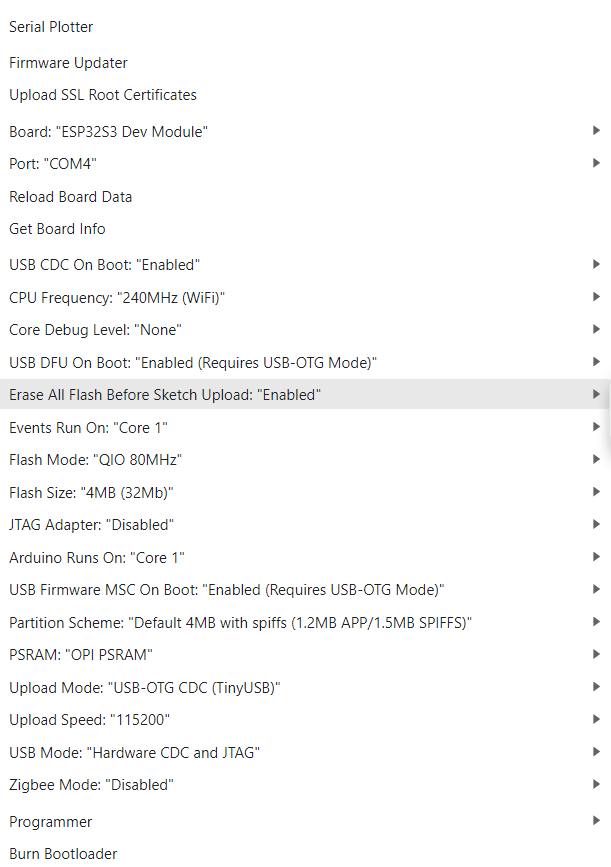 Serial Plotter
Firmware Updater
Upload SSL Root Certificates
Board: "ESP32S3 Dev Module"
Port: "COM4"
Reload Board Data
Get Board Info
USB CDC On Boot: "Enabled"
CPU Frequency: "240MHz (WiFi)"
Core Debug Level: "None"
USB DFU On Boot: "Enabled (Requires USB-OTG Mode)"
Erase All Flash Before Sketch Upload: "Enabled"
Events Run On: "Core 1"
Flash Mode: "QIO 80MHz"
Flash Size: "4MB (32Mb)"
JTAG Adapter: "Disabled"
Arduino Runs On: "Core 1"
USB Firmware MSC On Boot: "Enabled (Requires USB-OTG Mode)"
Partition Scheme: "Default 4MB with spiffs (1.2MB APP/1.5MB SPIFFS)"
PSRAM: "OPI PSRAM"
Upload Mode: "USB-OTG CDC (TinyUSB)"
Upload Speed: "115200"
USB Mode: "Hardware CDC and JTAG"
Zigbee Mode: "Disabled"
Programmer
Burn Bootloader